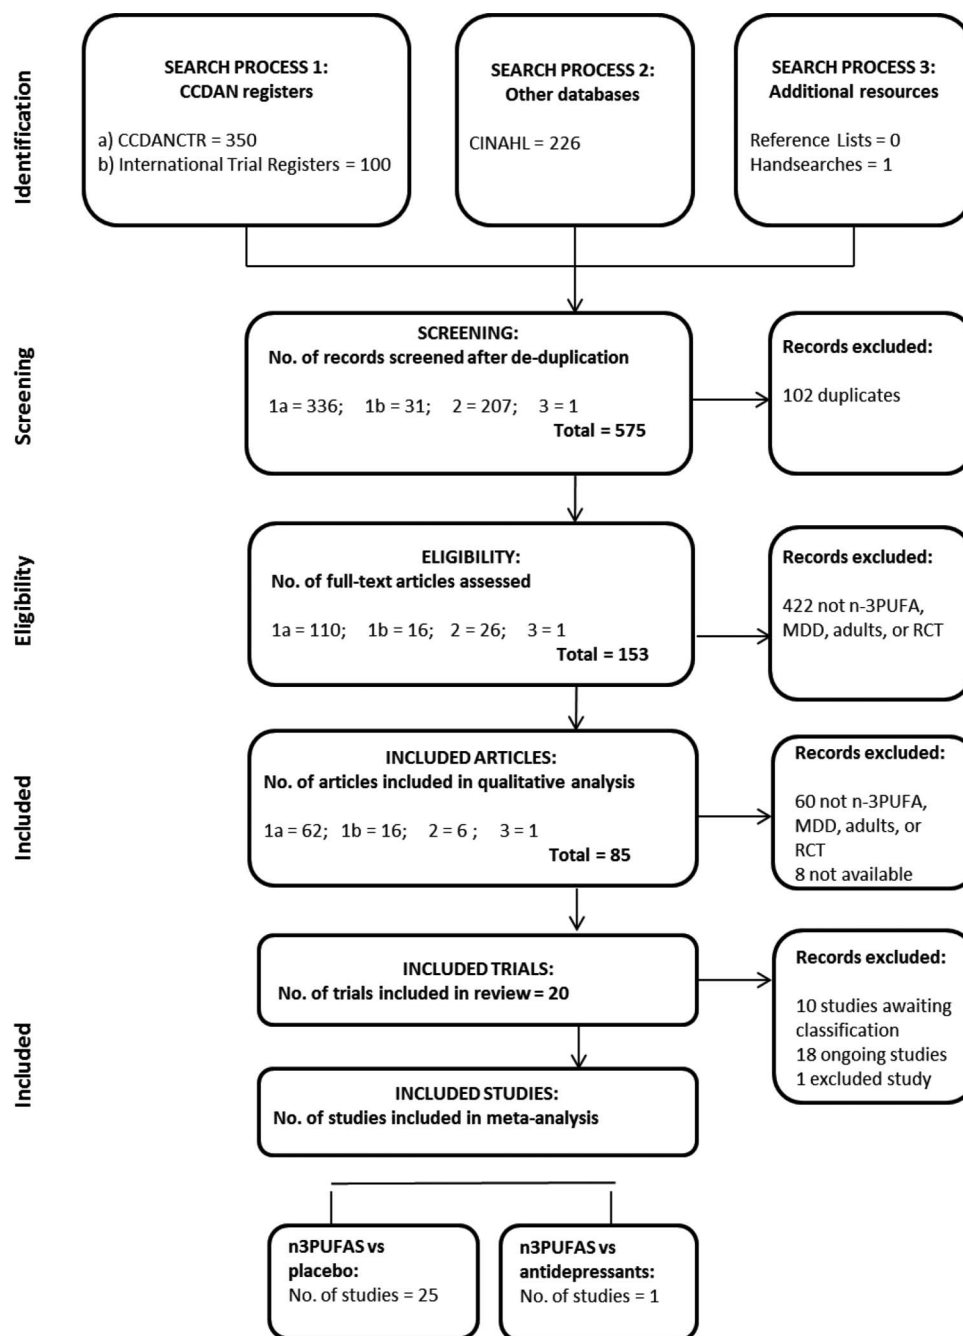 Identification
SEARCH PROCESS 1:
CCDAN registers
a) CCDANCTR = 350
b) International Trial Registers = 100
SEARCH PROCESS 2:
Other databases
CINAHL = 226
SEARCH PROCESS 3:
Additional resources
Reference Lists = 0
Handsearches = 1
Screening
SCREENING:
No. of records screened after de-duplication
1a = 336; 1b = 31; 2 = 207; 3 = 1
Total = 575
Records excluded:
102 duplicates
Eligibility
ELIGIBILITY:
No. of full-text articles assessed
1a = 110; 1b = 16; 2 = 26; 3 = 1
Total = 153
Records excluded:
422 not n-3PUFA,
MDD, adults, or RCT
Included
INCLUDED ARTICLES:
No. of articles included in qualitative analysis
1a = 62; 1b = 16; 2 = 6 ; 3 = 1
Total = 85
Records excluded:
60 not n-3PUFA,
MDD, adults, or
RCT
8 not available
Included
INCLUDED TRIALS:
No. of trials included in review = 20
Records excluded:
10 studies awaiting
classification
18 ongoing studies
1 excluded study
INCLUDED STUDIES:
No. of studies included in meta-analysis
n3PUFAS vs
placebo:
No. of studies = 25
n3PUFAS vs
antidepressants:
No. of studies = 1